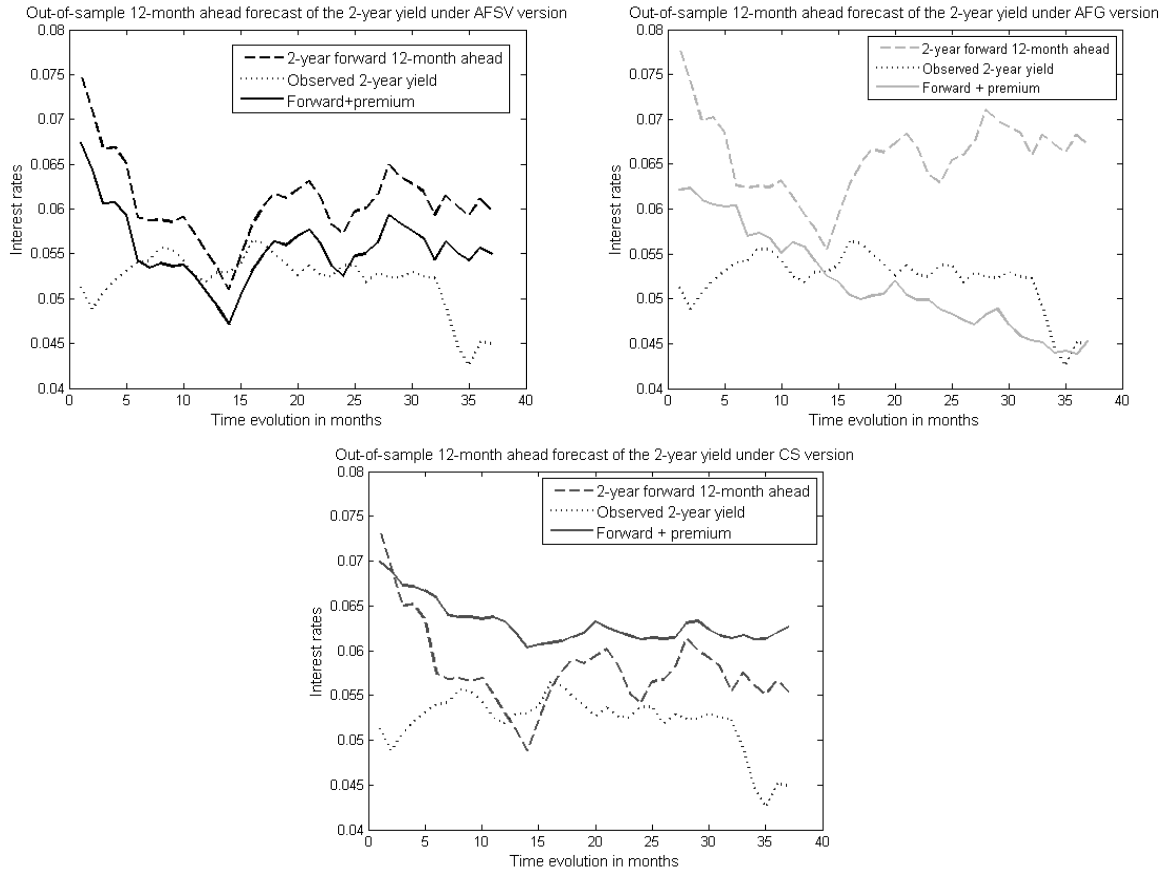 Out-of-sample 12-month ahead forecast of the 2-year yield under AFSV version
0.08
0.075
0.07
0.065
0.06
0.055
0.05
0.045
0.04
Interest rates
2-year forward 12-month ahead
Observed 2-year yield
Forward+premium
0 5 10 15 20 25 30 35 40
Time evolution in months
Out-of-sample 12-month ahead forecast of the 2-year yield under AFG version
0.08
0.075
0.07
0.065
0.06
0.055
0.05
0.045
0.04
Interest rates
2-year forward 12-month ahead
Observed 2-year yield
Forward + premium
0 5 10 15 20 25 30 35 40
Time evolution in months
Out-of-sample 12-month ahead forecast of the 2-year yield under CS version
0.08
0.075
0.07
0.065
0.06
0.055
0.05
0.045
0.04
Interest rates
2-year forward 12-month ahead
Observed 2-year yield
Forward + premium
0 5 10 15 20 25 30 35 40
Time evolution in months